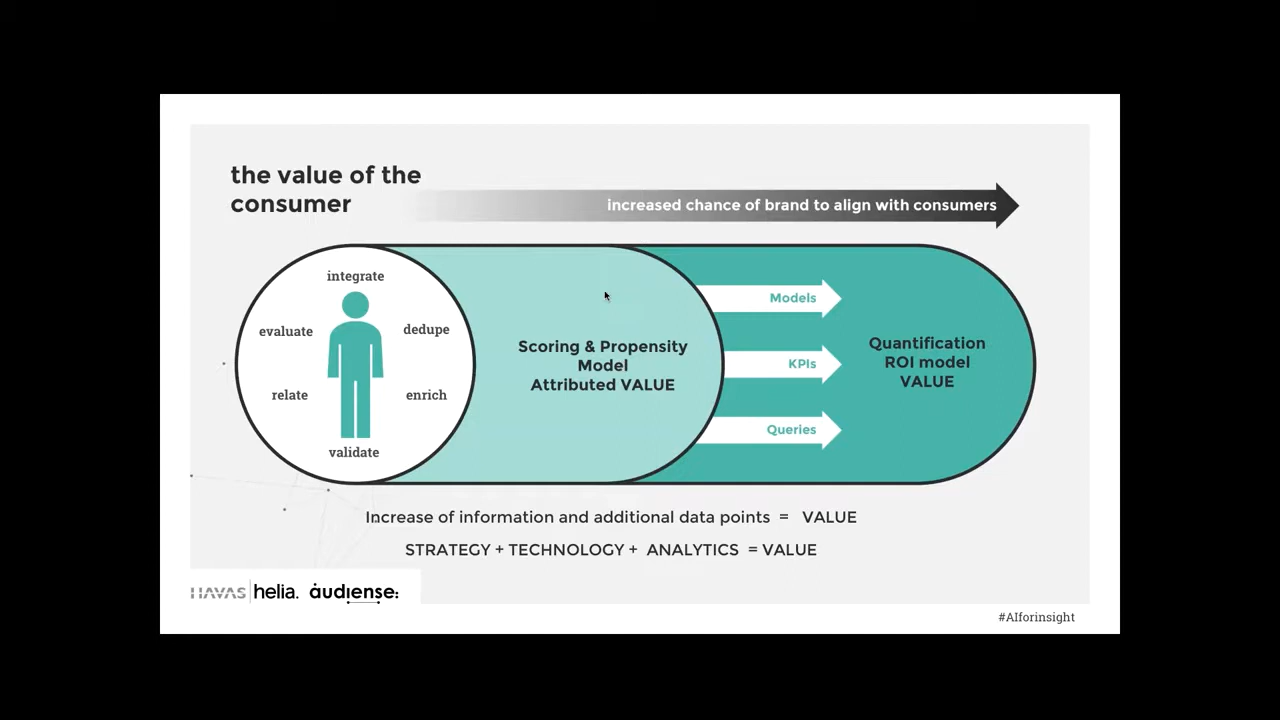 the value of the
consumer
increased chance of brand to align with consumers
integrate
evaluate
dedupe
relate
enrich
validate
Scoring & Propensity
Model
Attributed VALUE
Models
KPIs
Queries
Quantification
ROI model
VALUE
Increase of information and additional data points = VALUE
STRATEGY + TECHNOLOGY + ANALYTICS = VALUE
HAVAS helia. audiense:
#AIforinsight